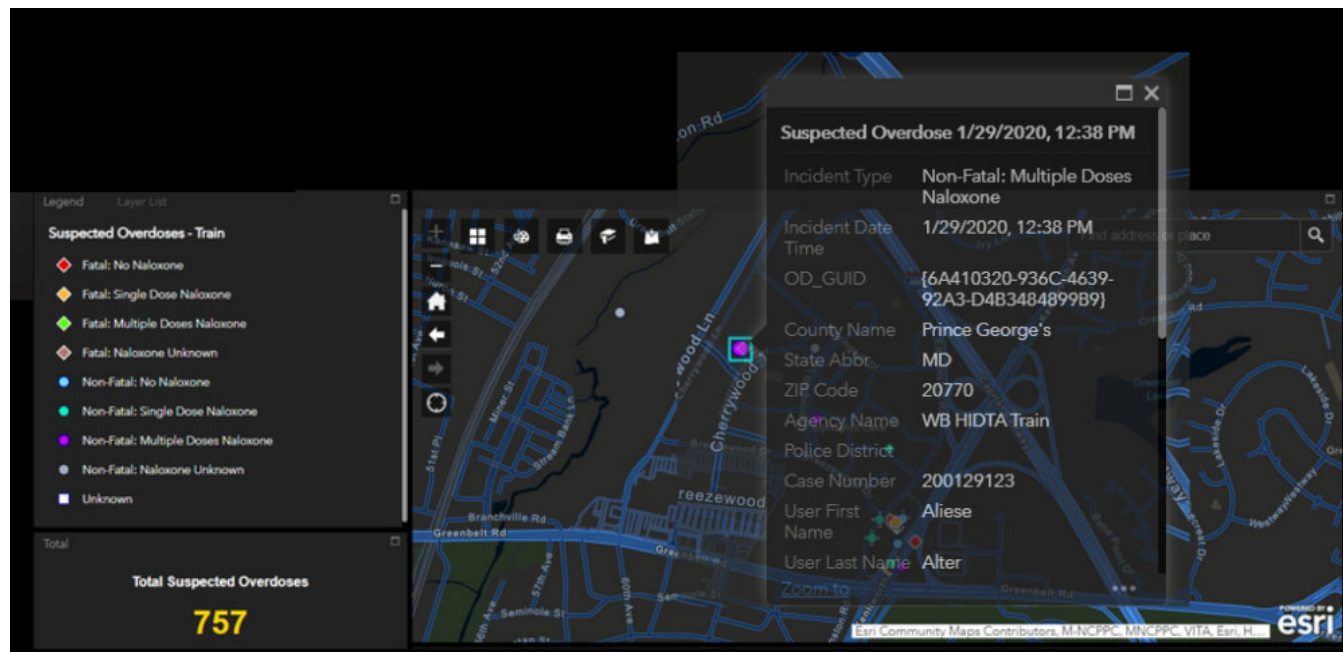 Legend Layer List
Suspected Overdoses - Train
Fatal: No Naloxone
Fatal: Single Dose Naloxone
Fatal: Multiple Doses Naloxone
Fatal: Naloxone Unknown
Non-Fatal: No Naloxone
Non-Fatal: Single Dose Naloxone
Non-Fatal: Multiple Doses Naloxone
Non-Fatal: Naloxone Unknown
Unknown
Total
Total Suspected Overdoses
757
Find address or place
Suspected Overdose 1/29/2020, 12:38 PM
Incident Type Non-Fatal: Multiple Doses
Naloxone
Incident Date 1/29/2020, 12:38 PM
Time
OD_GUID {6A410320-936C-4639-
92A3-D4B3484899B9}
County Name Prince George's
State Abbr MD
ZIP Code 20770
Agency Name WB HIDTA Train
Police District
Case Number 200129123
User First Aliese
Name
User Last Name Alter
Zoom to
51st Pl
Miner St
Stream Bank Ln
Cherrywood
reezewood
Branchville Rd
Greenbelt Rd
57th Ave
60th Ave
Seminole St
Greenbelt Rd
Lakeside Dr
Esri Community Maps Contributors, M-NCPPC, MNCPPC, VITA, Esri, H...
POWERED BY
esri